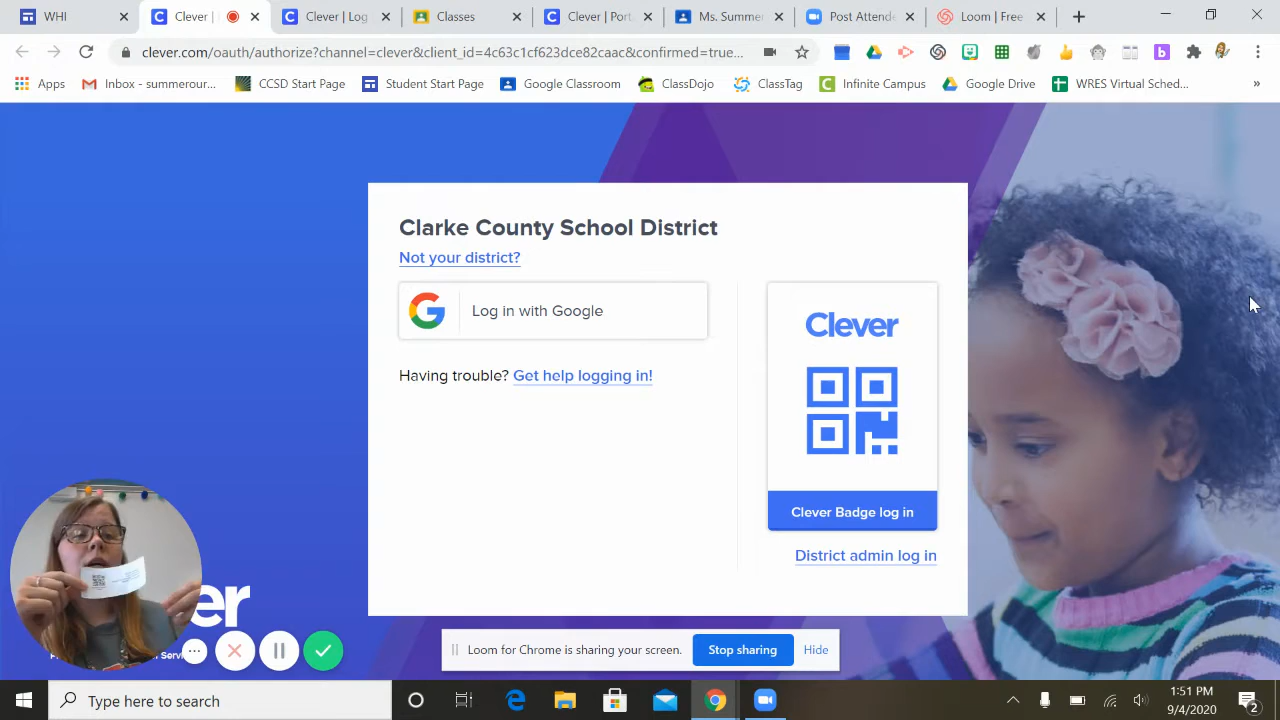 WHI
Clever |
Clever | Log
Classes
Clever | Port
Ms. Summer
Post Attend
Loom | Free
clever.com/oauth/authorize?channel=clever&client_id=4c63c1cf623dce82caac&confirmed=true...
Apps
Inbox - summerour...
CCSD Start Page
Student Start Page
Google Classroom
ClassDojo
ClassTag
Infinite Campus
Google Drive
WRES Virtual Sched...
»
Clarke County School District
Not your district?
Log in with Google
Having trouble? Get help logging in!
Clever
Clever Badge log in
District admin log in
er
Servi
Loom for Chrome is sharing your screen.
Stop sharing
Hide
Type here to search
1:51 PM
9/4/2020
2